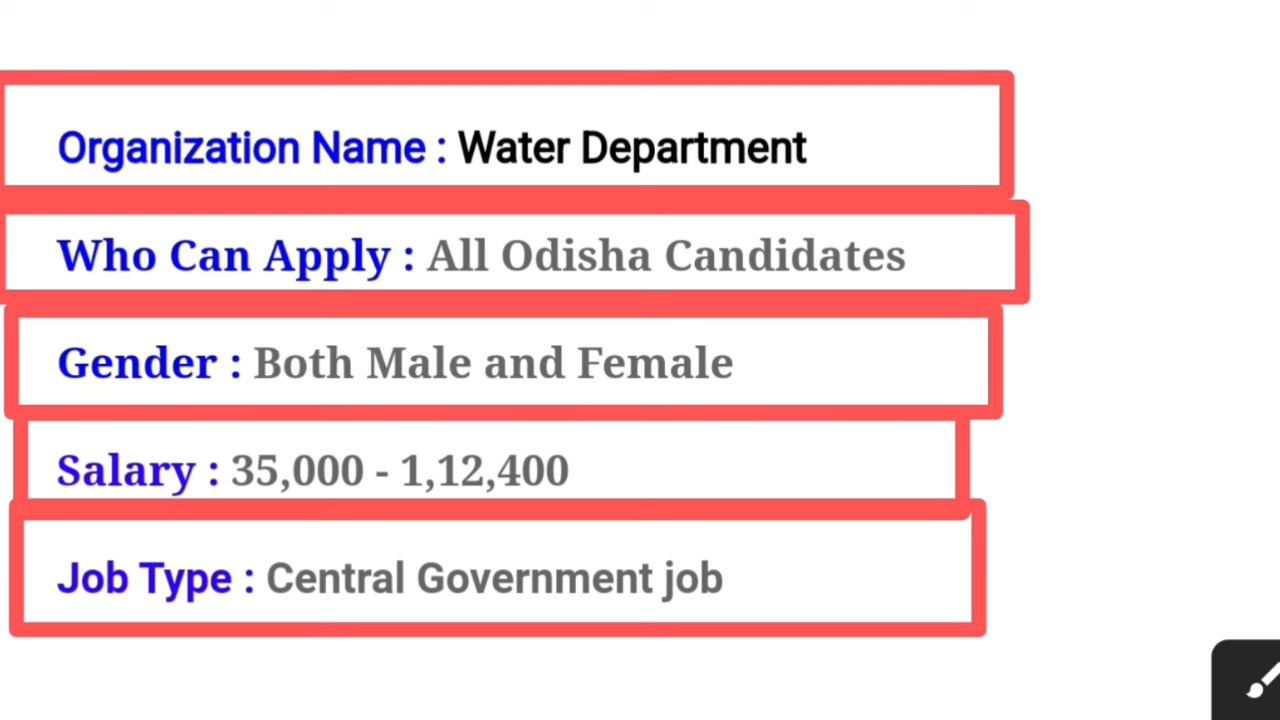 Organization Name : Water Department
Who Can Apply : All Odisha Candidates
Gender : Both Male and Female
Salary : 35,000 - 1,12,400
Job Type : Central Government job